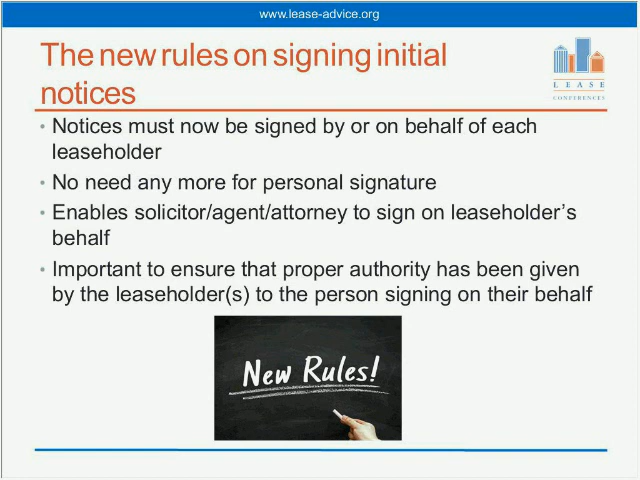 www.lease-advice.org
The new rules on signing initial
notices
L E A S E
CONFERENCES
• Notices must now be signed by or on behalf of each
leaseholder
• No need any more for personal signature
• Enables solicitor/agent/attorney to sign on leaseholder’s
behalf
• Important to ensure that proper authority has been given
by the leaseholder(s) to the person signing on their behalf
New Rules!